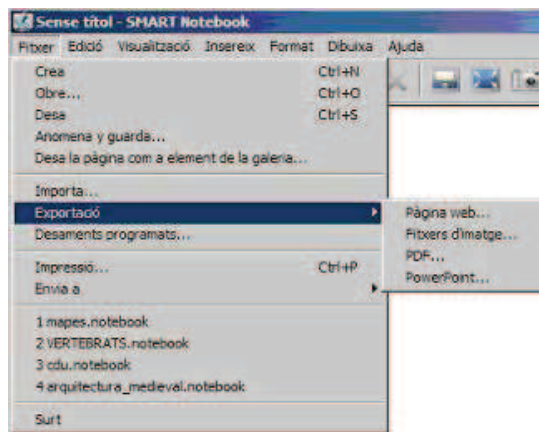 Sense títol - SMART Notebook
Fitxer Edició Visualització Insereix Format Dibuixa Ajuda
Crea Ctrl+N
Obre... Ctrl+O
Desa Ctrl+S
Anomena y guarda...
Desa la pàgina com a element de la galeria...
Importa...
Exportació
Desaments programats...
Impressió... Ctrl+P
Envia a
1 mapes.notebook
2 VERTEBRATS.notebook
3 cdu.notebook
4 arquitectura_medieval.notebook
Surt
Pàgina web...
Fitxers d'imatge...
PDF...
PowerPoint...